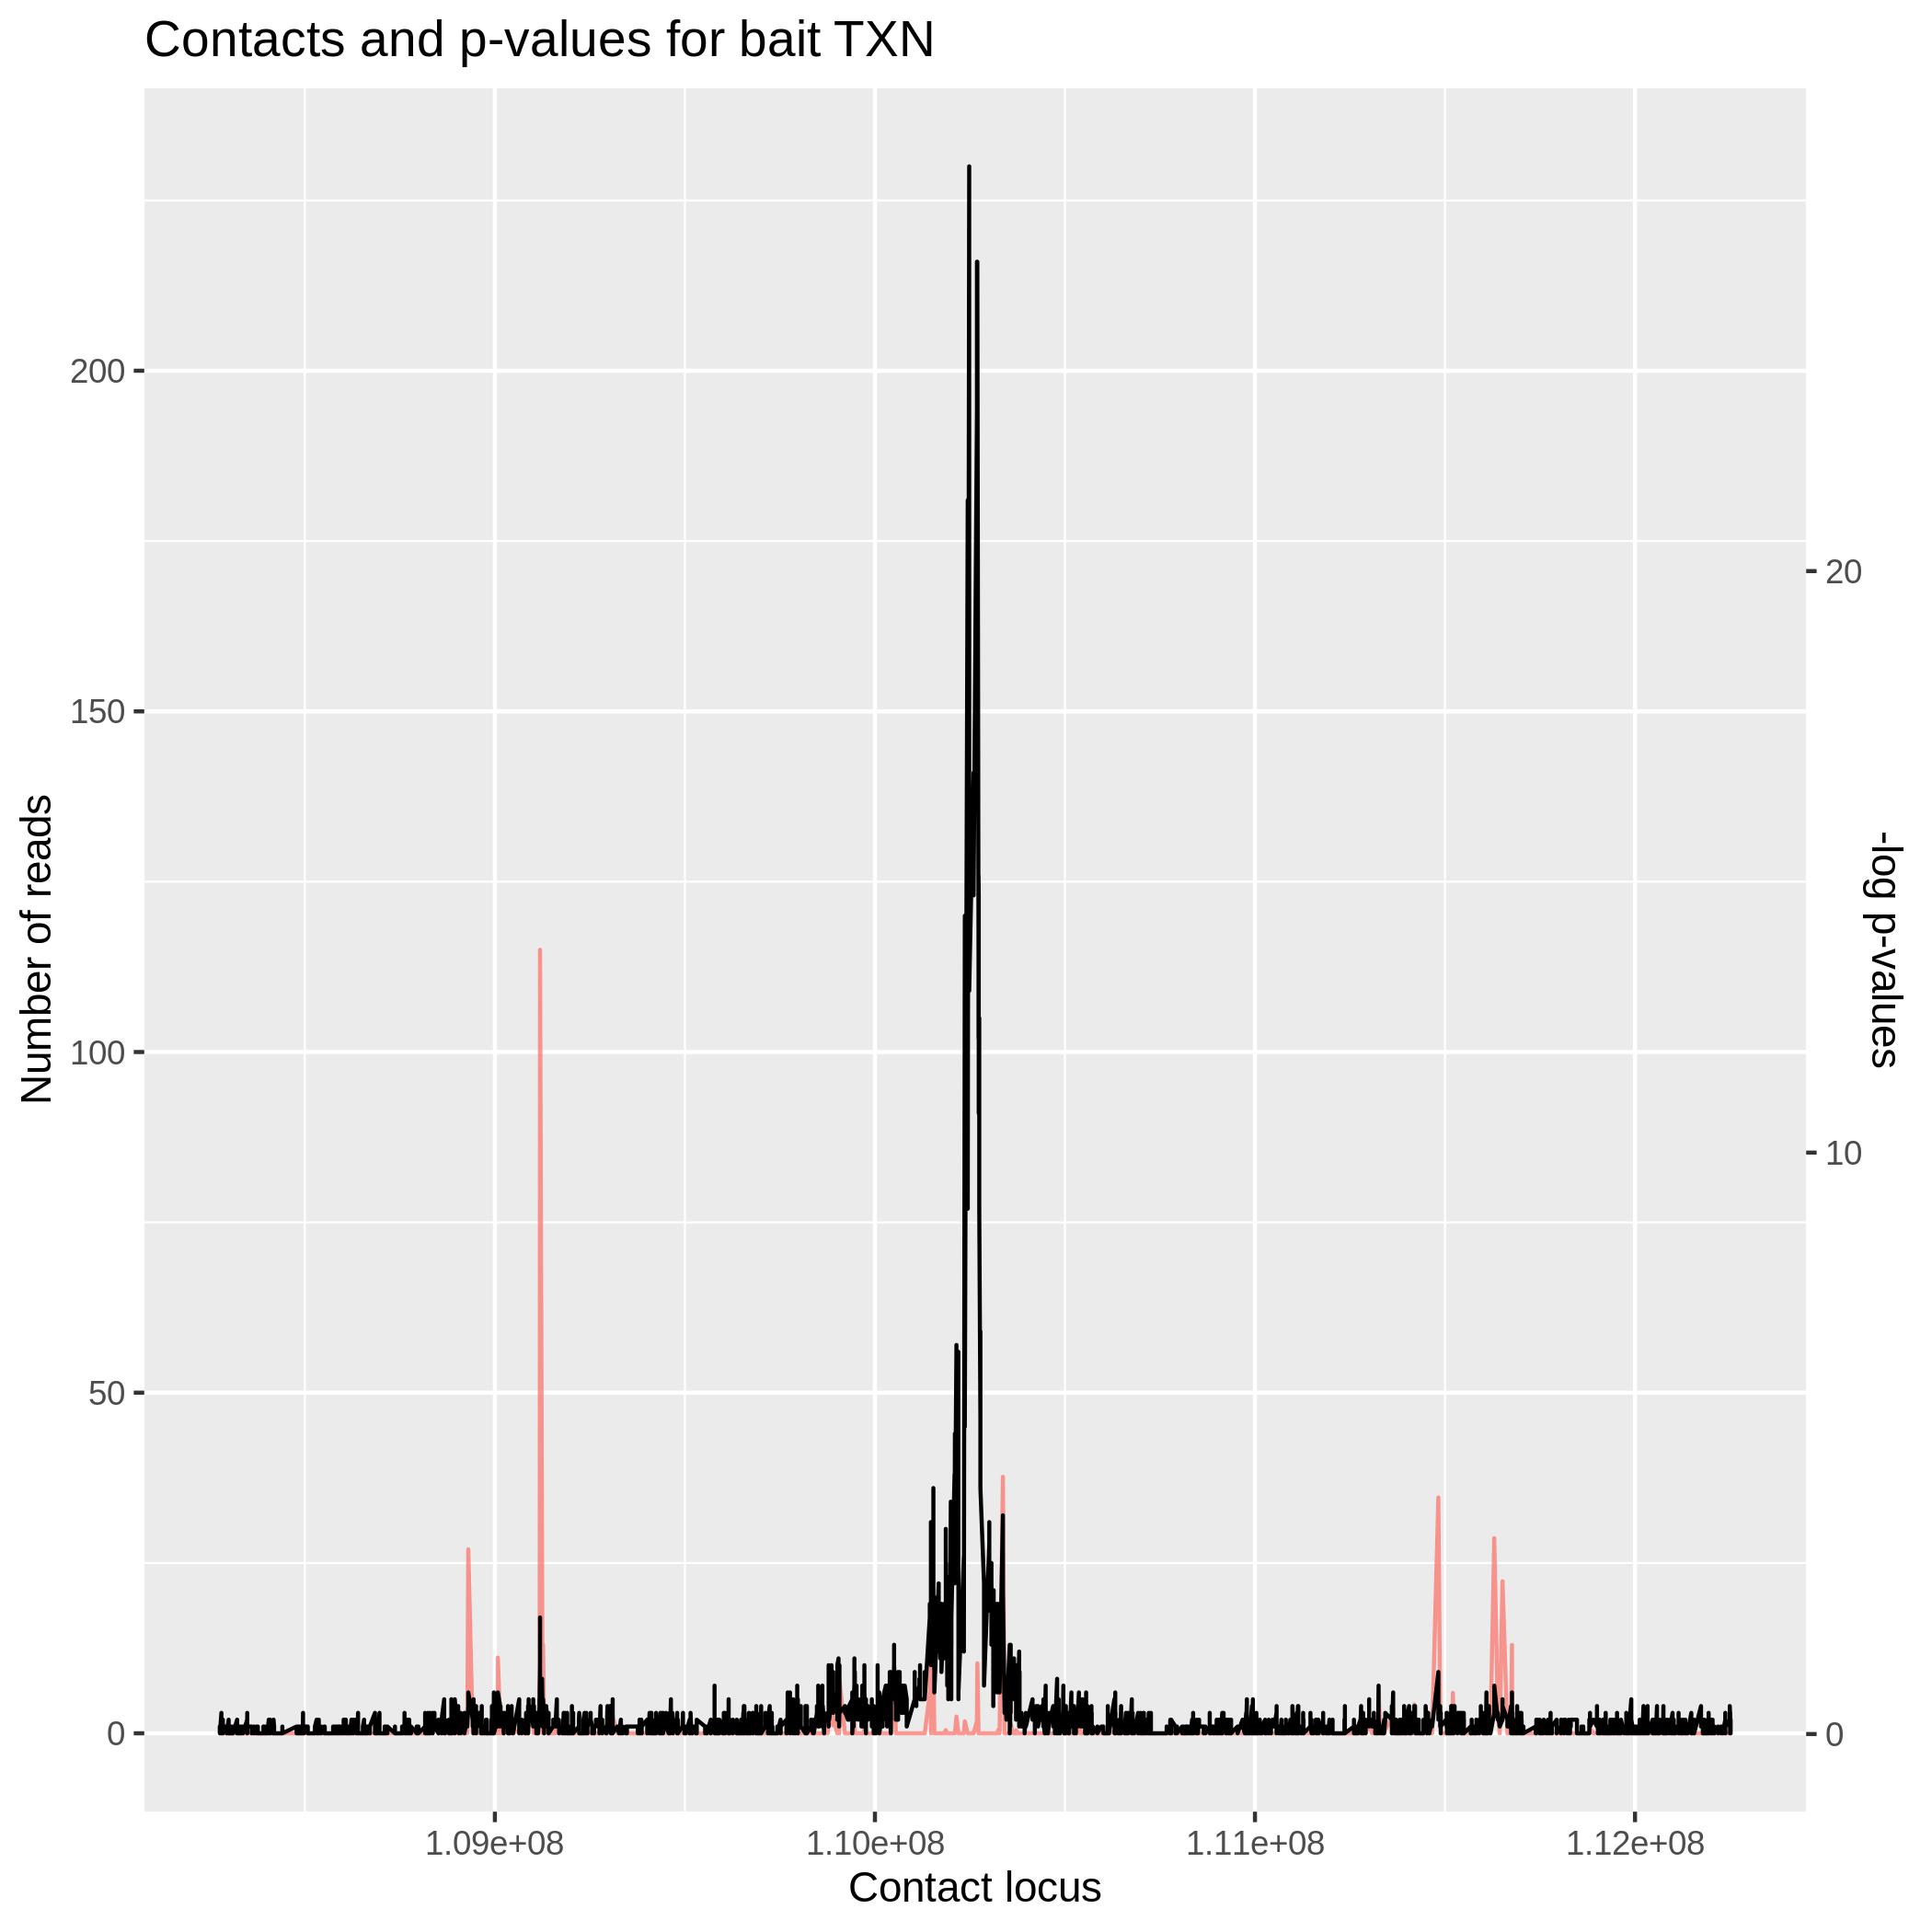 Contacts and p-values for bait TXN
Number of reads
200
150
100
50
0
20
10
0
-log p-values
1.09e+08
1.10e+08
1.11e+08
1.12e+08
Contact locus